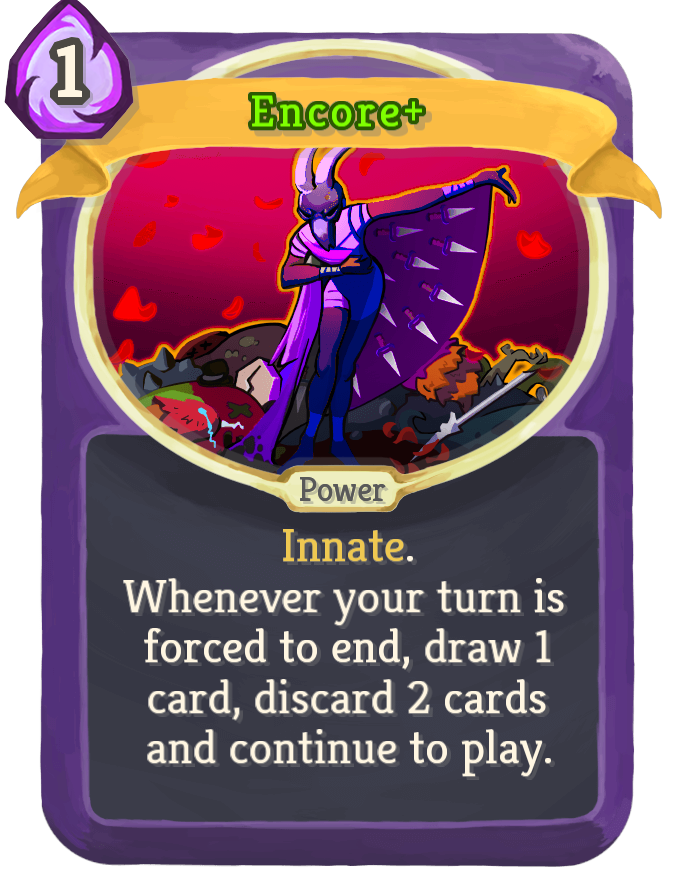 1
Encore+
Power
Innate.
Whenever your turn is
forced to end, draw 1
card, discard 2 cards
and continue to play.